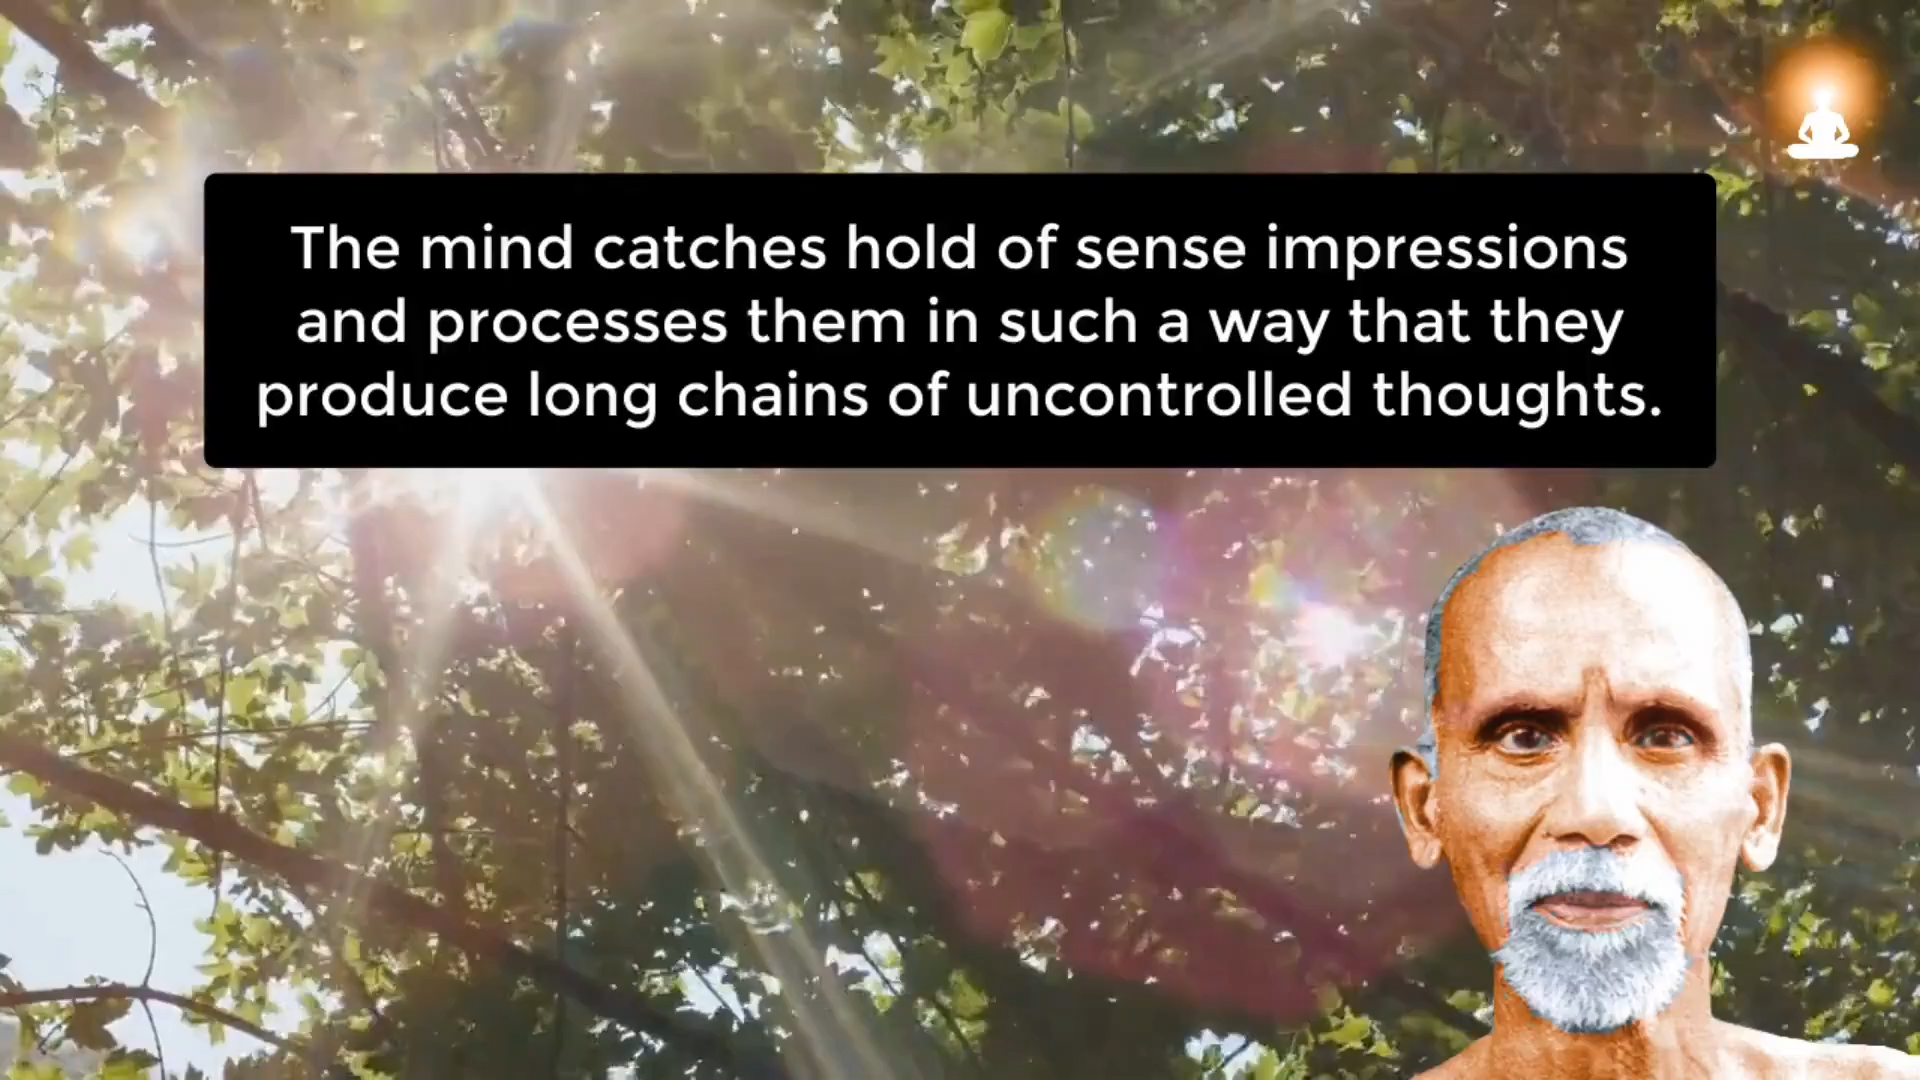 The mind catches hold of sense impressions
and processes them in such a way that they
produce long chains of uncontrolled thoughts.